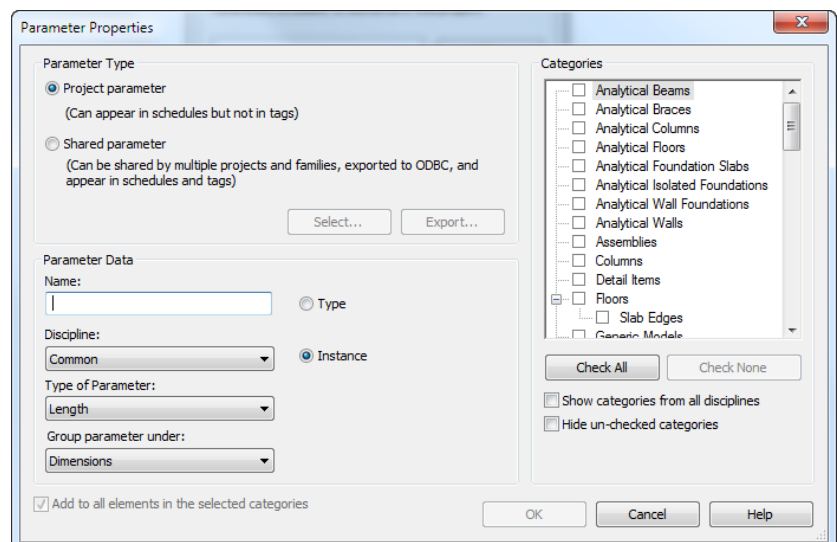 Parameter Properties
Parameter Type
Project parameter
(Can appear in schedules but not in tags)
Shared parameter
(Can be shared by multiple projects and families, exported to ODBC, and
appear in schedules and tags)
Select...
Export...
Parameter Data
Name:
Type
Discipline:
Common
Instance
Type of Parameter:
Length
Group parameter under:
Dimensions
Add to all elements in the selected categories
Categories
Analytical Beams
Analytical Braces
Analytical Columns
Analytical Floors
Analytical Foundation Slabs
Analytical Isolated Foundations
Analytical Wall Foundations
Analytical Walls
Assemblies
Columns
Detail Items
Floors
Slab Edges
Generic Models
Check All
Check None
Show categories from all disciplines
Hide un-checked categories
OK
Cancel
Help